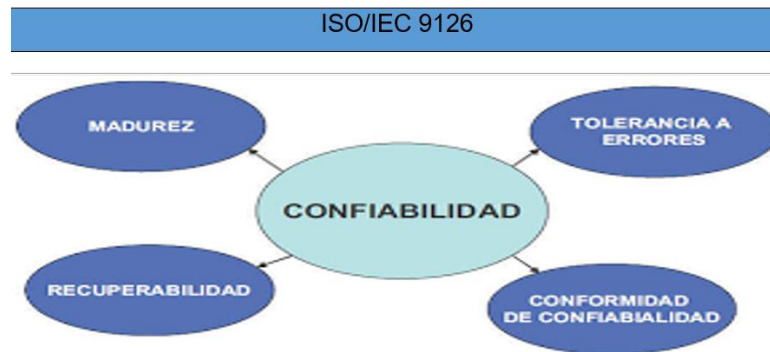 ISO/IEC 9126
MADUREZ
TOLERANCIA A
ERRORES
CONFIABILIDAD
RECUPERABILIDAD
CONFORMIDAD
DE CONFIABIALIDAD